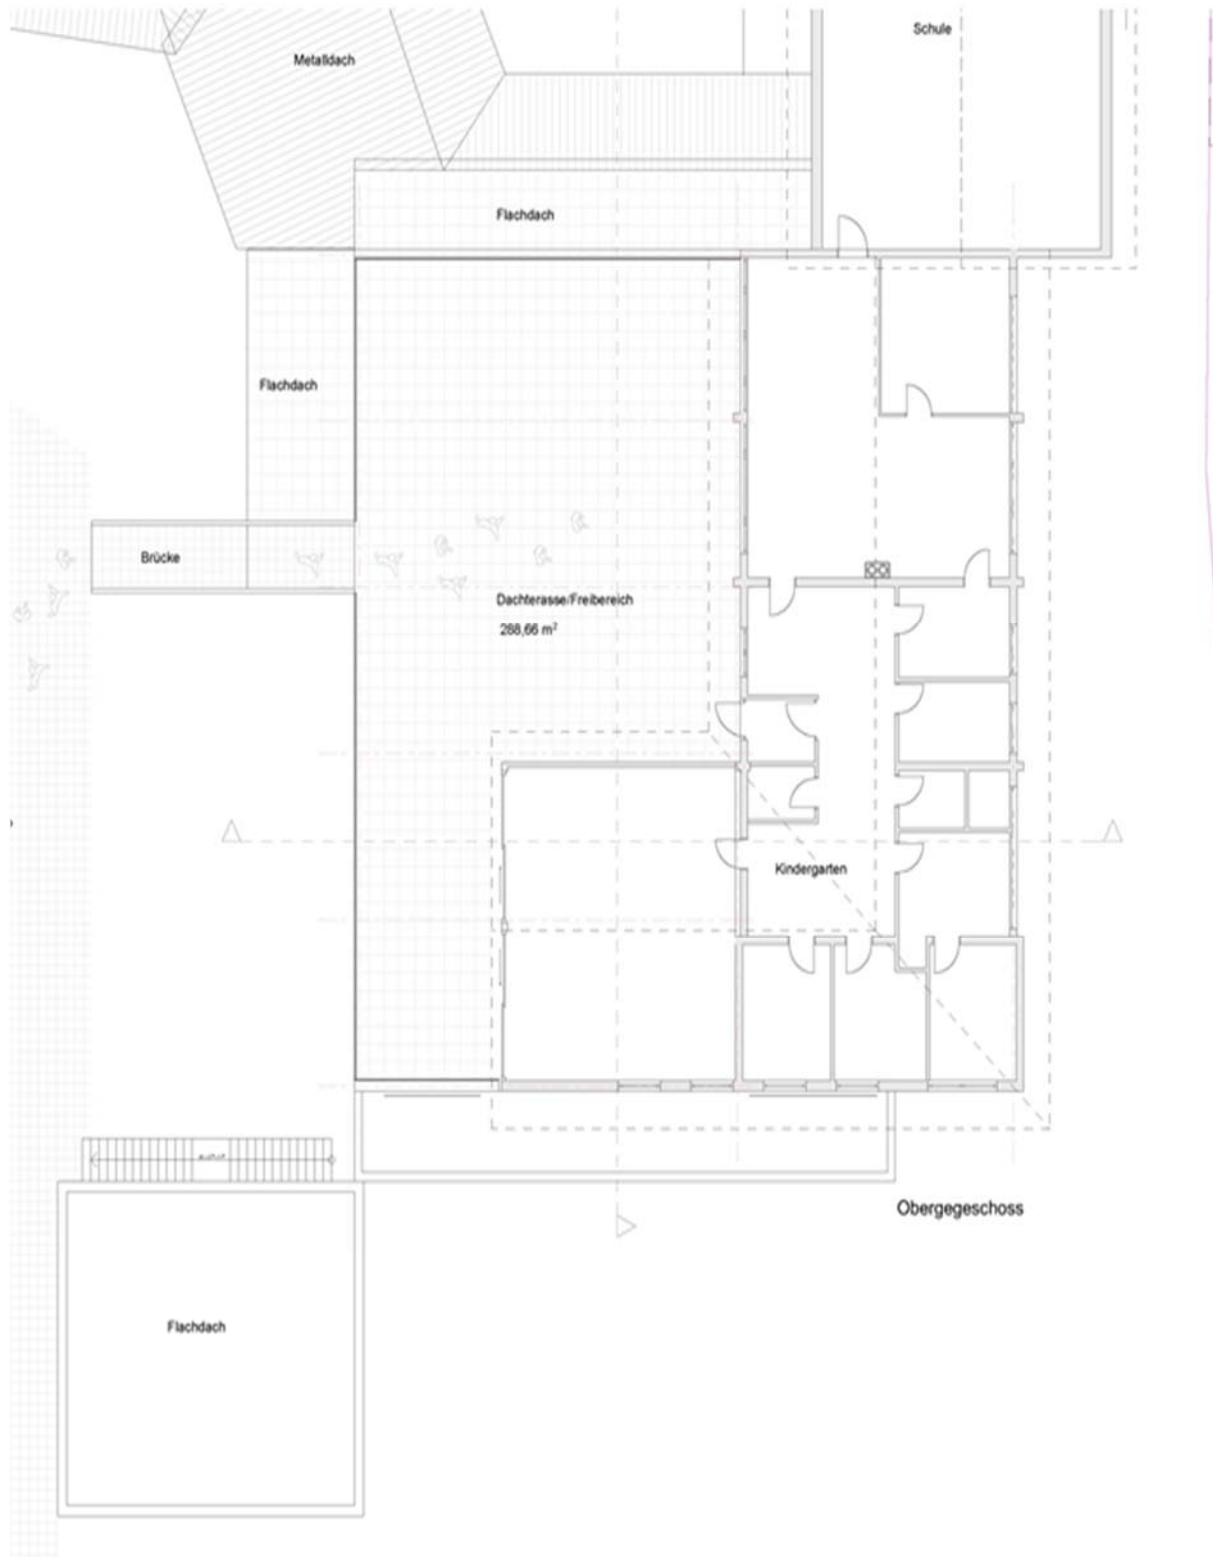 Schule
Metalldach
Flachdach
Flachdach
Brücke
Dachterasse/Freibereich
288,66 m²
Kindergarten
Obergegeschoss
Flachdach